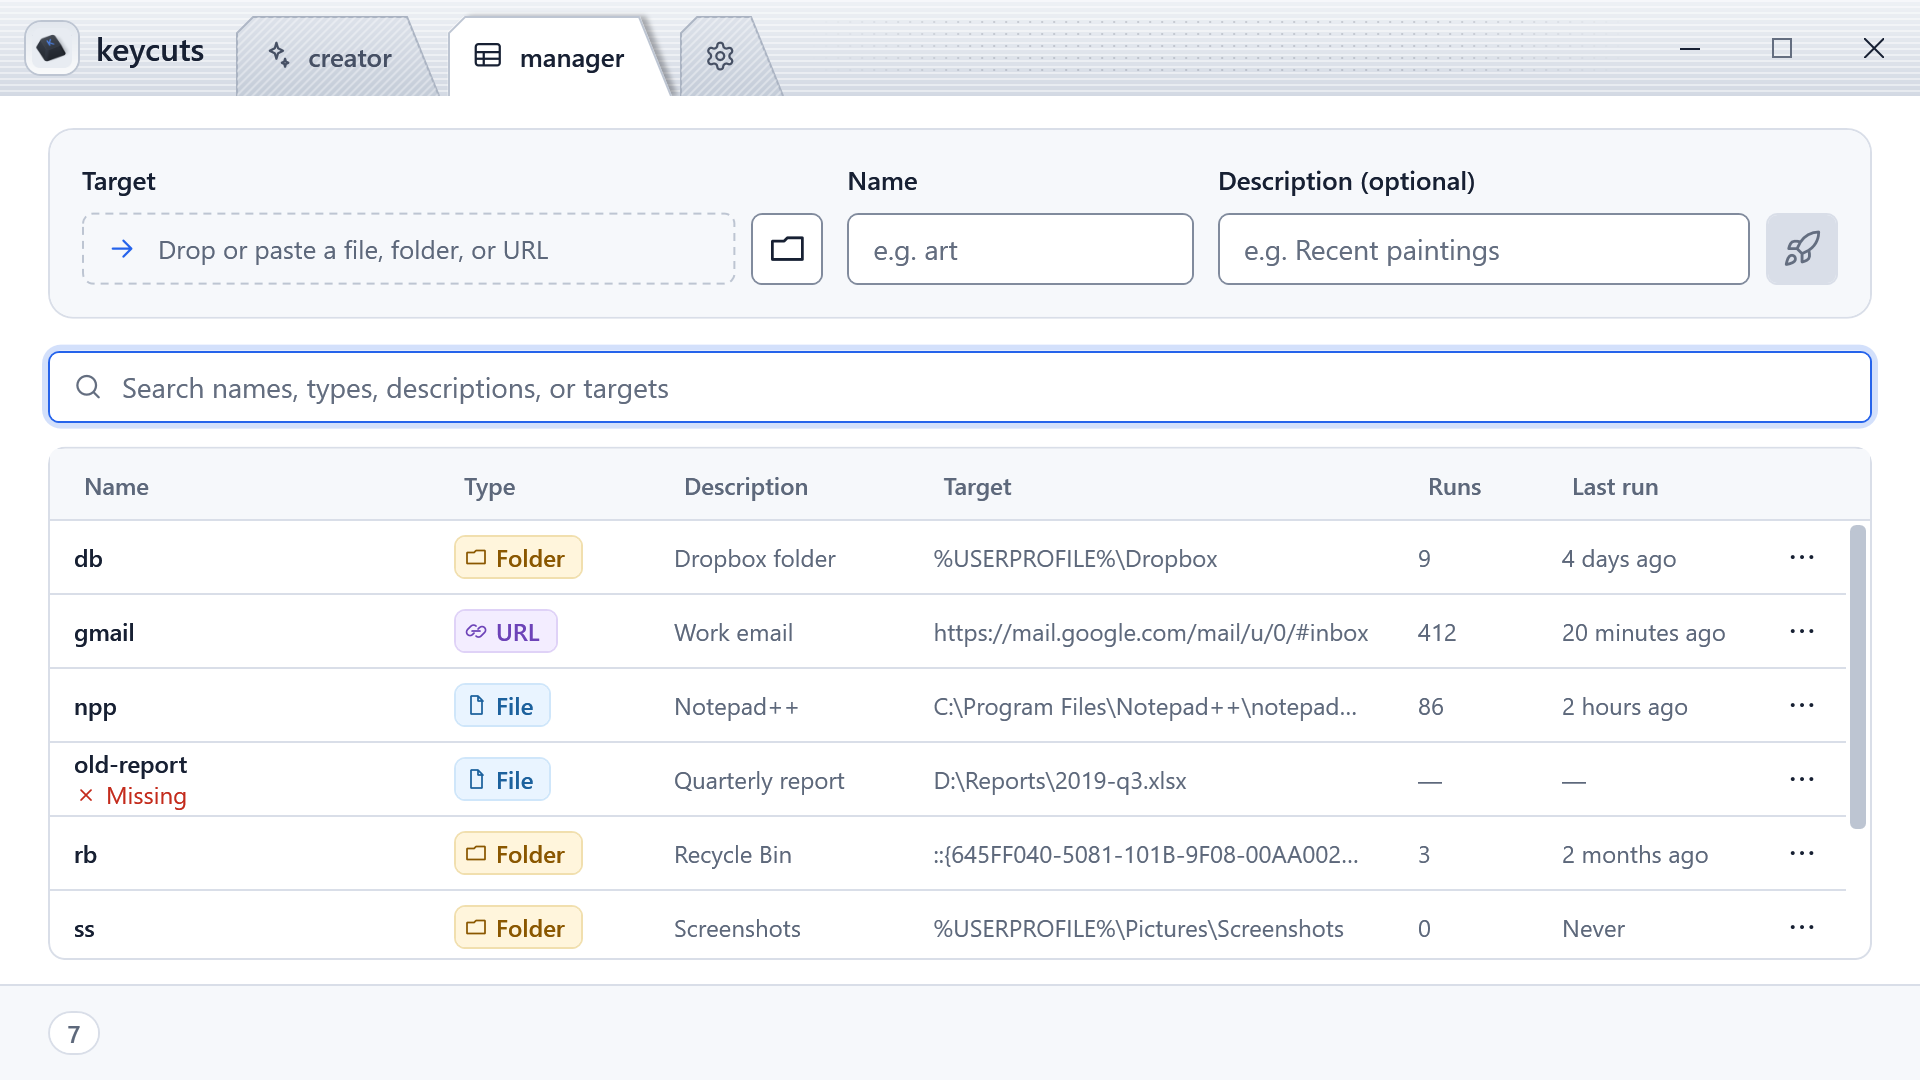 keycuts
creator
manager
Target
Name
Description (optional)
Drop or paste a file, folder, or URL
e.g. art
e.g. Recent paintings
Search names, types, descriptions, or targets
Name Type Description Target Runs Last run
db Folder Dropbox folder %USERPROFILE%\Dropbox 9 4 days ago
gmail URL Work email https://mail.google.com/mail/u/0/#inbox 412 20 minutes ago
npp File Notepad++ C:\Program Files\Notepad++\notepad... 86 2 hours ago
old-report File Quarterly report D:\Reports\2019-q3.xlsx — —
Missing
rb Folder Recycle Bin ::{645FF040-5081-101B-9F08-00AA002... 3 2 months ago
ss Folder Screenshots %USERPROFILE%\Pictures\Screenshots 0 Never
7